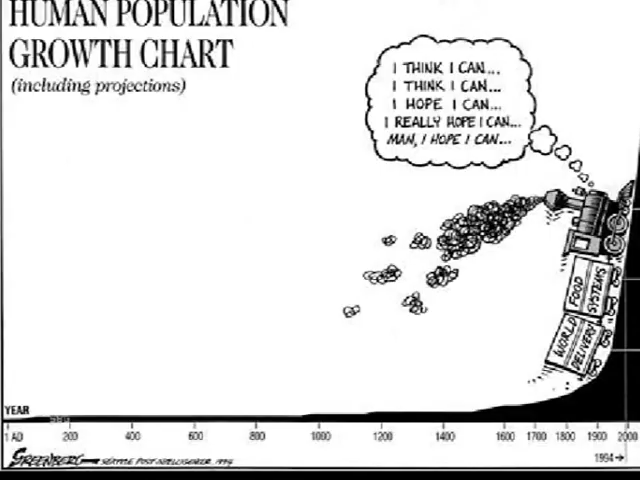 HUMAN POPULATION
GROWTH CHART
(including projections)
I THINK I CAN...
I THINK I CAN...
I HOPE I CAN...
I REALLY HOPE I CAN...
MAN, I HOPE I CAN...
WORLD FOOD
DELIVERY SYSTEMS
YEAR
1 AD 200 400 600 800 1000 1200 1400 1600 1700 1800 1900 2000
1994→
GREENBERG SEATTLE POST-INTELLIGENCER 1994